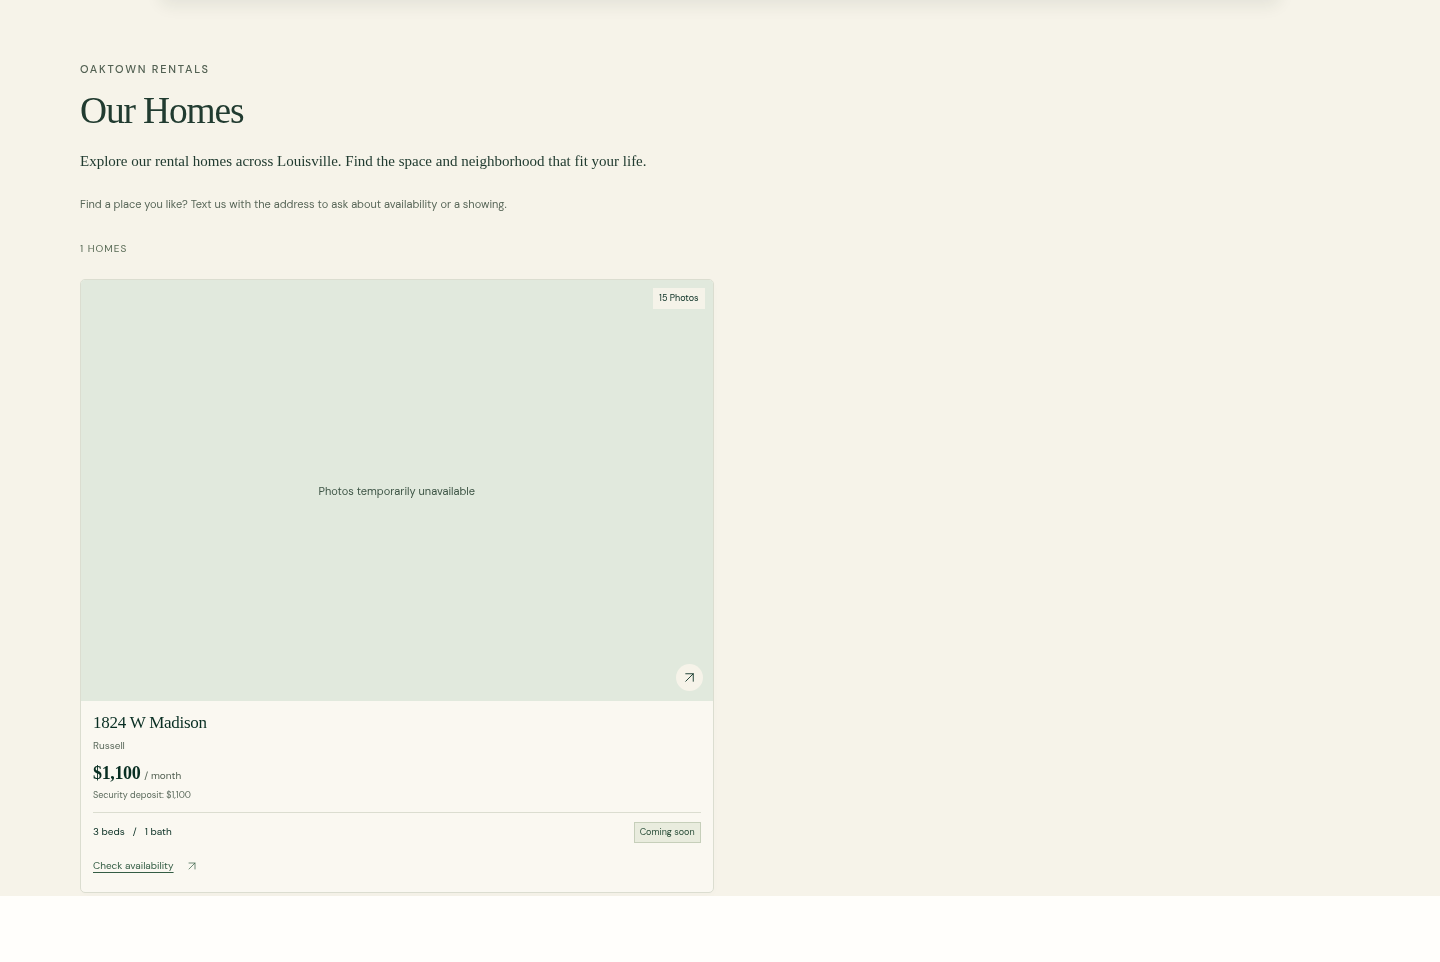 OAKTOWN RENTALS
Our Homes
Explore our rental homes across Louisville. Find the space and neighborhood that fit your life.
Find a place you like? Text us with the address to ask about availability or a showing.
1 HOMES
15 Photos
Photos temporarily unavailable
1824 W Madison
Russell
$1,100 / month
Security deposit: $1,100
3 beds / 1 bath
Coming soon
Check availability